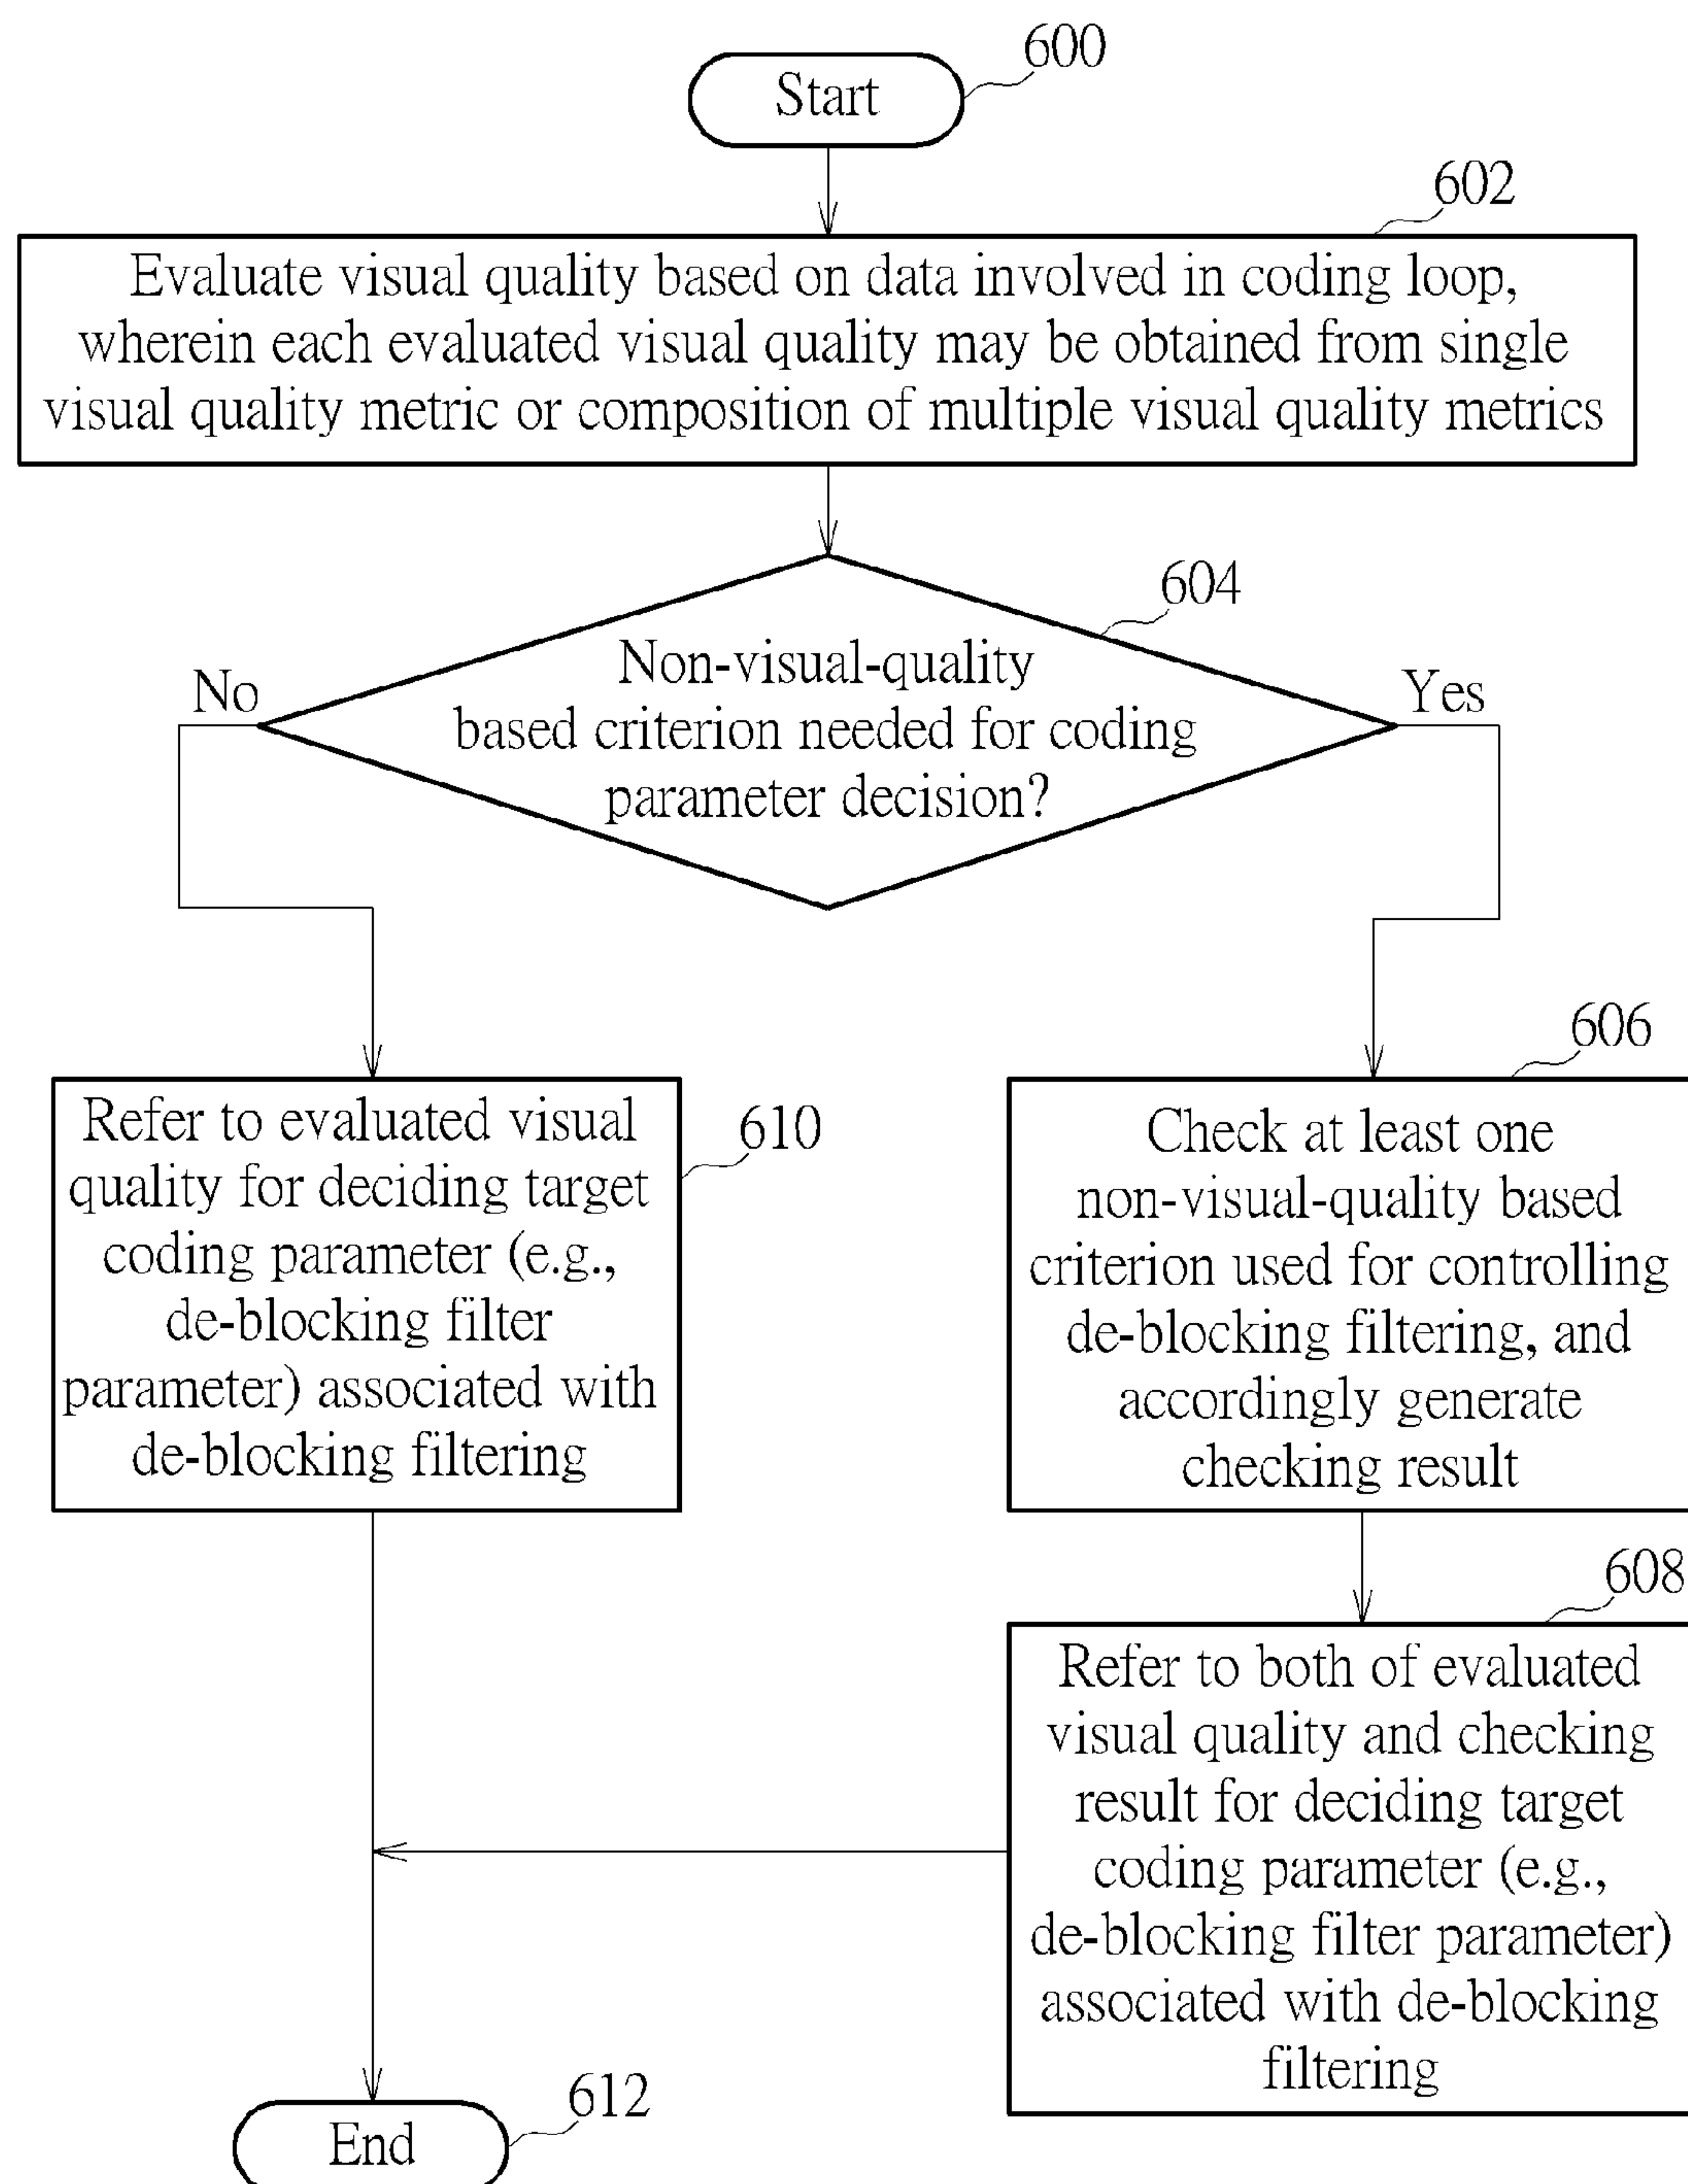 600
Start
602
Evaluate visual quality based on data involved in coding loop,
wherein each evaluated visual quality may be obtained from single
visual quality metric or composition of multiple visual quality metrics
604
Non-visual-quality
based criterion needed for coding
parameter decision?
No
Yes
610
Refer to evaluated visual
quality for deciding target
coding parameter (e.g.,
de-blocking filter
parameter) associated with
de-blocking filtering
606
Check at least one
non-visual-quality based
criterion used for controlling
de-blocking filtering, and
accordingly generate
checking result
608
Refer to both of evaluated
visual quality and checking
result for deciding target
coding parameter (e.g.,
de-blocking filter parameter)
associated with de-blocking
filtering
612
End